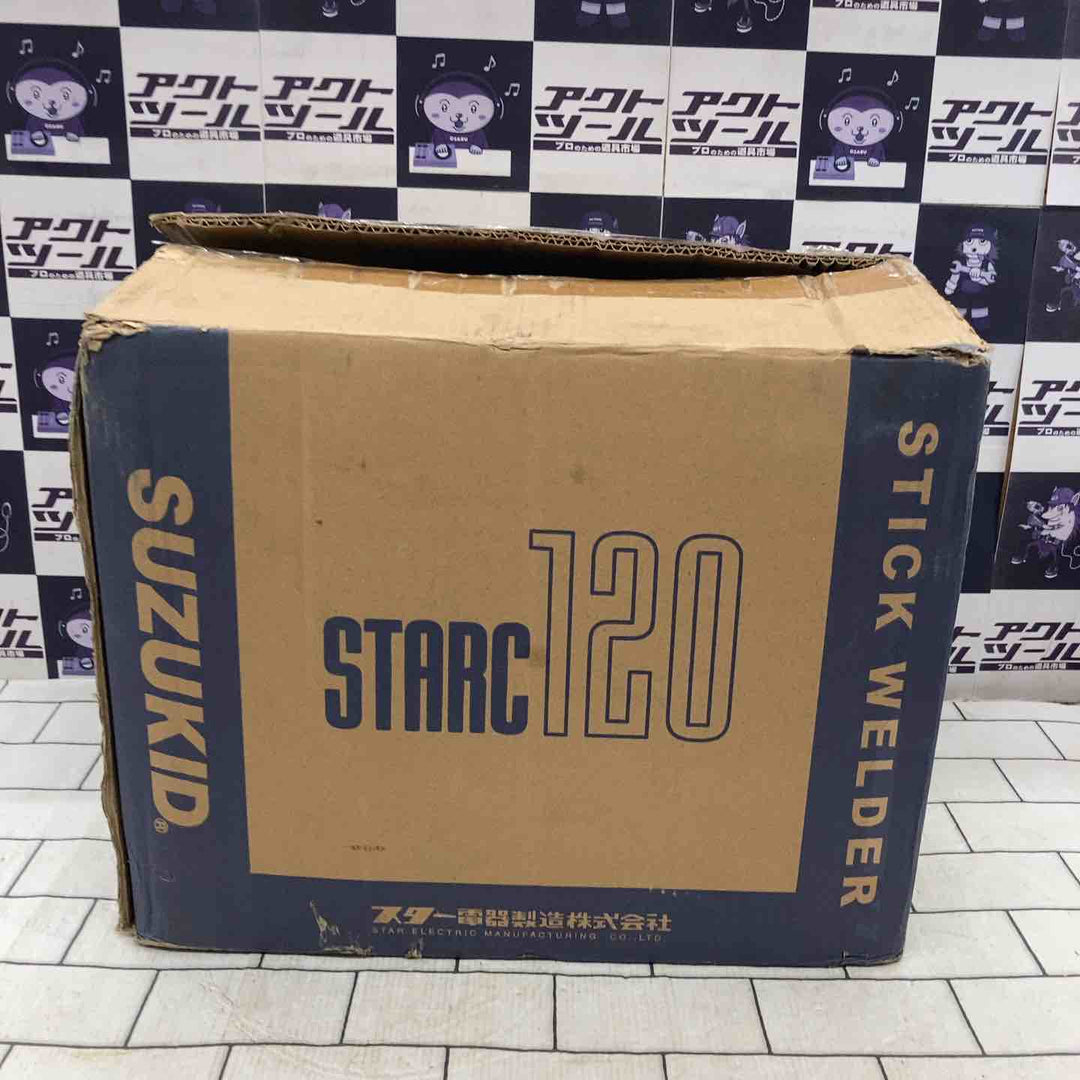 アクト
ツール
プロのための道具市場
OSARU
SUZUKID®
STARC120
STICK WELDER
スター電器製造株式会社
STAR ELECTRIC MANUFACTURING CO.,LTD